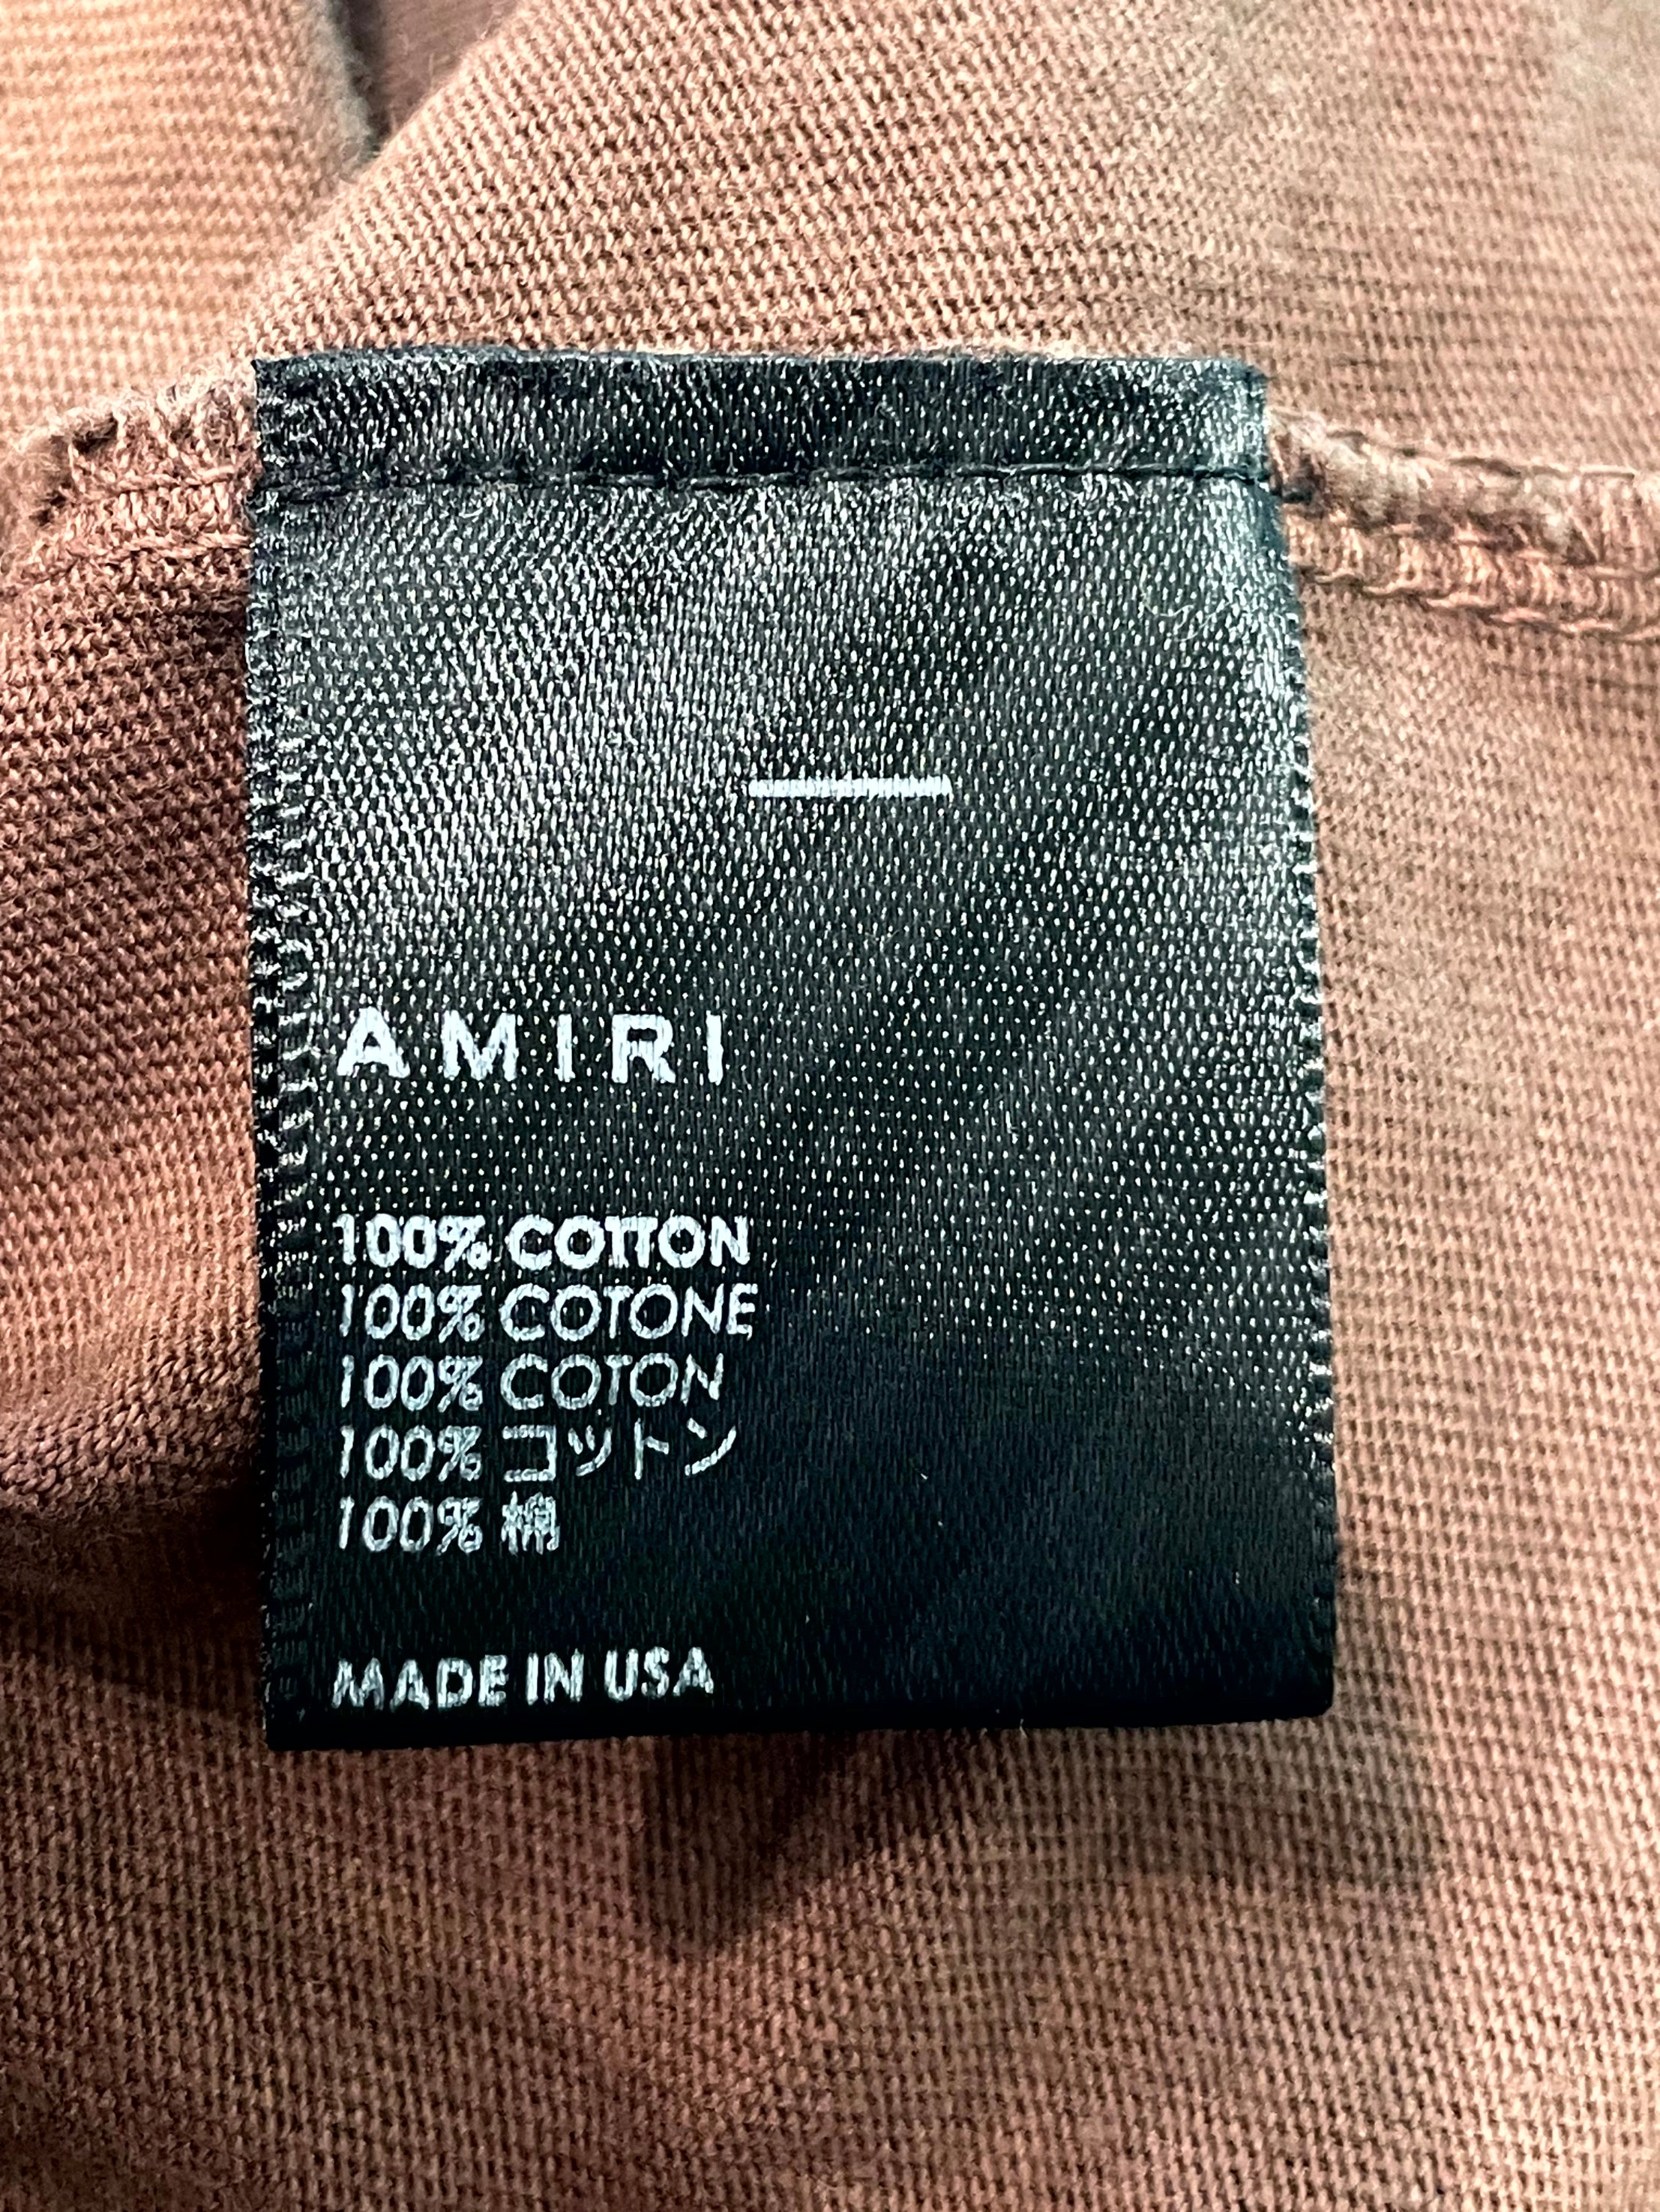 AMIRI
100% COTTON
100% COTONE
100% COTON
100% コットン
100% 棉
MADE IN USA